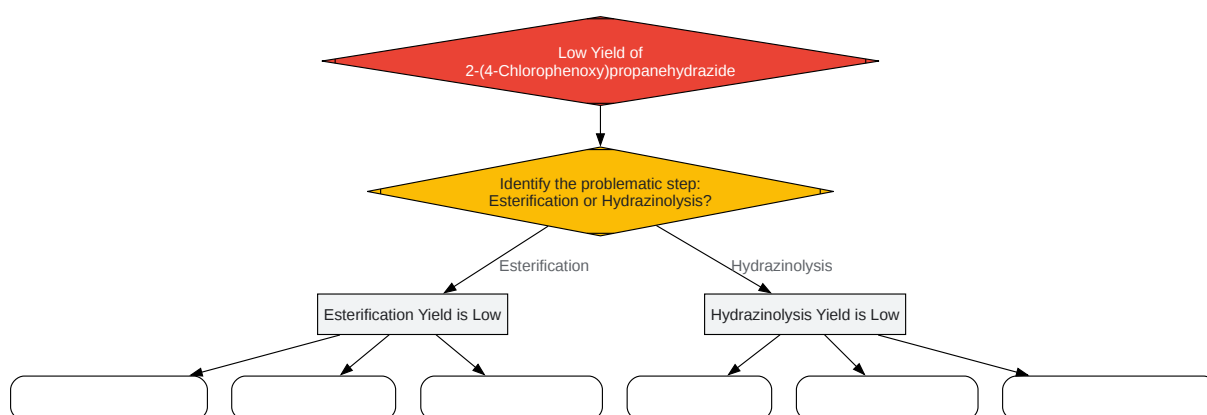 Low Yield of
2-(4-Chlorophenoxy)propanehydrazide
Identify the problematic step:
Esterification or Hydrazinolysis?
Esterification
Hydrazinolysis
Esterification Yield is Low
Hydrazinolysis Yield is Low